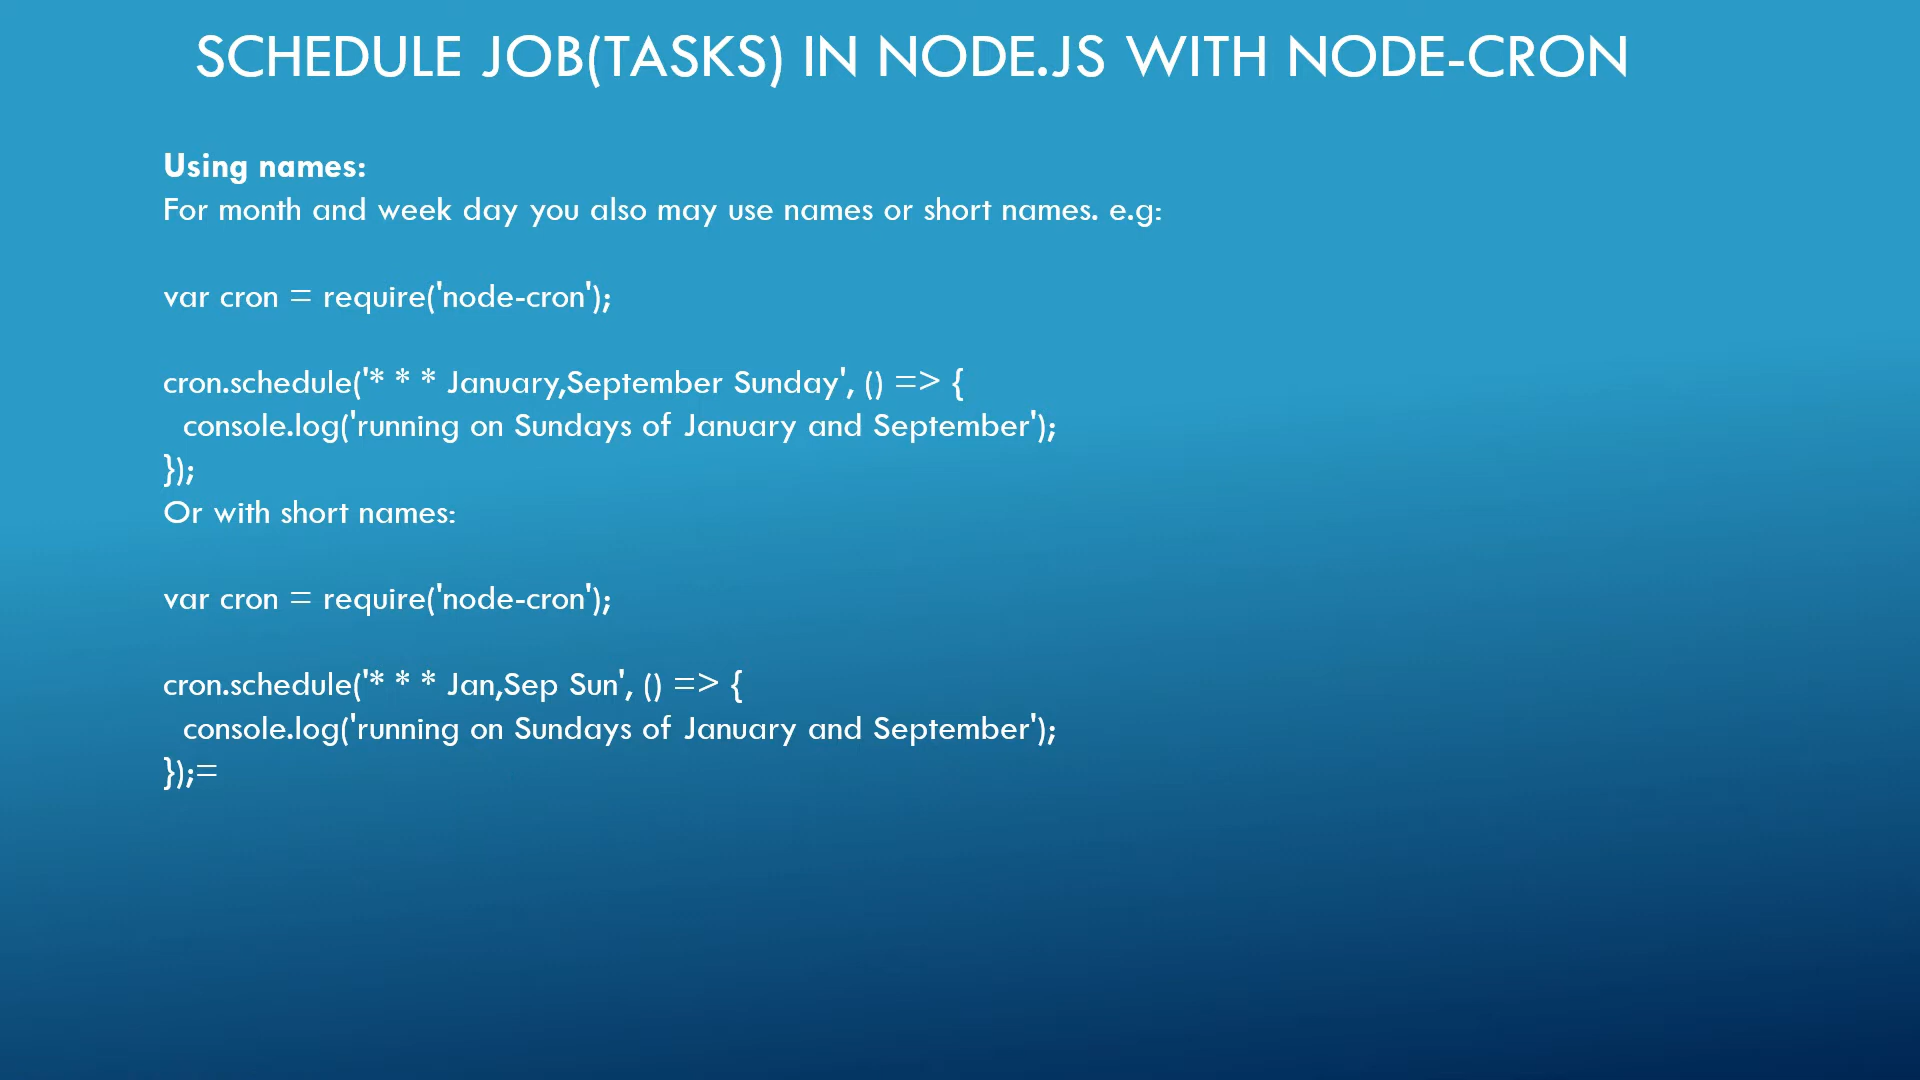 SCHEDULE JOB(TASKS) IN NODE.JS WITH NODE-CRON
Using names:
For month and week day you also may use names or short names. e.g:
var cron = require('node-cron');
cron.schedule('* * * January,September Sunday', () => {
console.log('running on Sundays of January and September');
});
Or with short names:
var cron = require('node-cron');
cron.schedule('* * * Jan,Sep Sun', () => {
console.log('running on Sundays of January and September');
});=